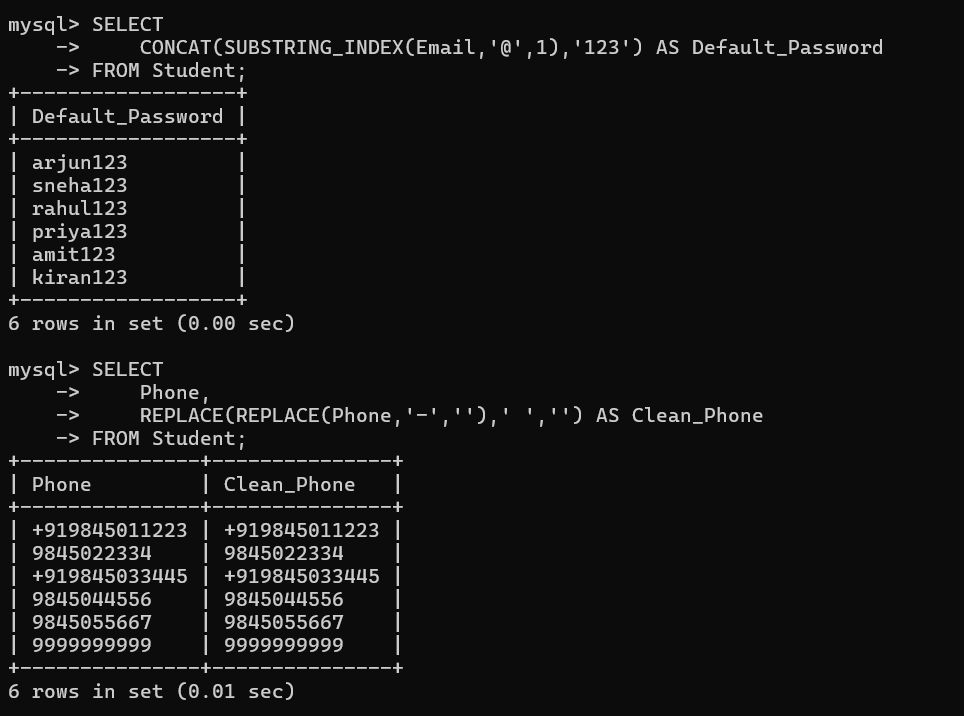 mysql> SELECT
    ->     CONCAT(SUBSTRING_INDEX(Email,'@',1),'123') AS Default_Password
    -> FROM Student;
+------------------+
| Default_Password |
+------------------+
| arjun123         |
| sneha123         |
| rahul123         |
| priya123         |
| amit123          |
| kiran123         |
+------------------+
6 rows in set (0.00 sec)

mysql> SELECT
    ->     Phone,
    ->     REPLACE(REPLACE(Phone,'-',''),' ','') AS Clean_Phone
    -> FROM Student;
+---------------+---------------+
| Phone         | Clean_Phone   |
+---------------+---------------+
| +919845011223 | +919845011223 |
| 9845022334    | 9845022334    |
| +919845033445 | +919845033445 |
| 9845044556    | 9845044556    |
| 9845055667    | 9845055667    |
| 9999999999    | 9999999999    |
+---------------+---------------+
6 rows in set (0.01 sec)